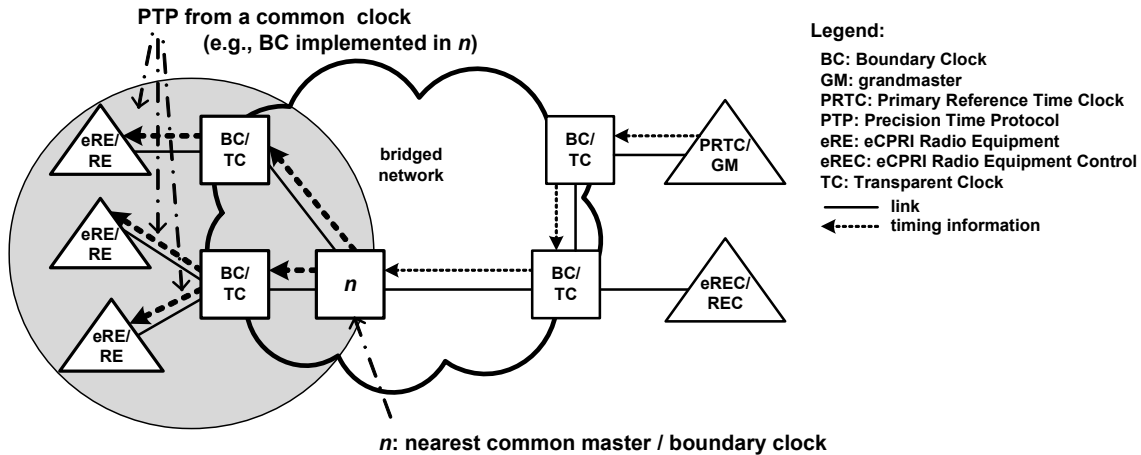 PTP from a common clock
(e.g., BC implemented in n)
Legend:
BC: Boundary Clock
GM: grandmaster
PRTC: Primary Reference Time Clock
PTP: Precision Time Protocol
eRE: eCPRI Radio Equipment
eREC: eCPRI Radio Equipment Control
TC: Transparent Clock
link
timing information
eRE/
RE
BC/
TC
bridged
network
BC/
TC
PRTC/
GM
eRE/
RE
BC/
TC
n
BC/
TC
eREC/
REC
eRE/
RE
n: nearest common master / boundary clock